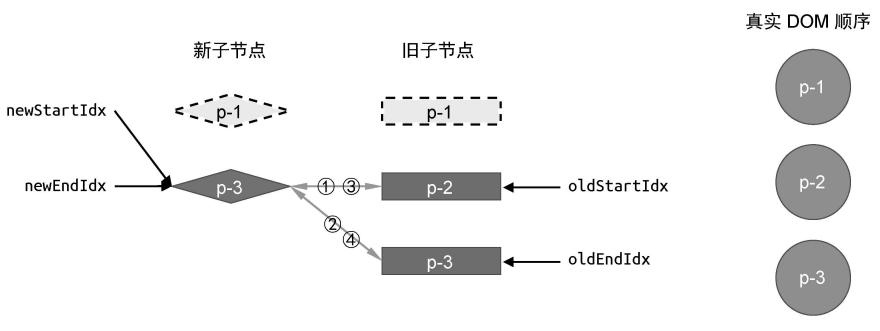 真实 DOM 顺序
新子节点 旧子节点
p-1
newStartIdx p-1 p-1
newEndIdx p-3 ① ③ p-2 oldStartIdx
p-2
②
④
p-3 oldEndIdx
p-3